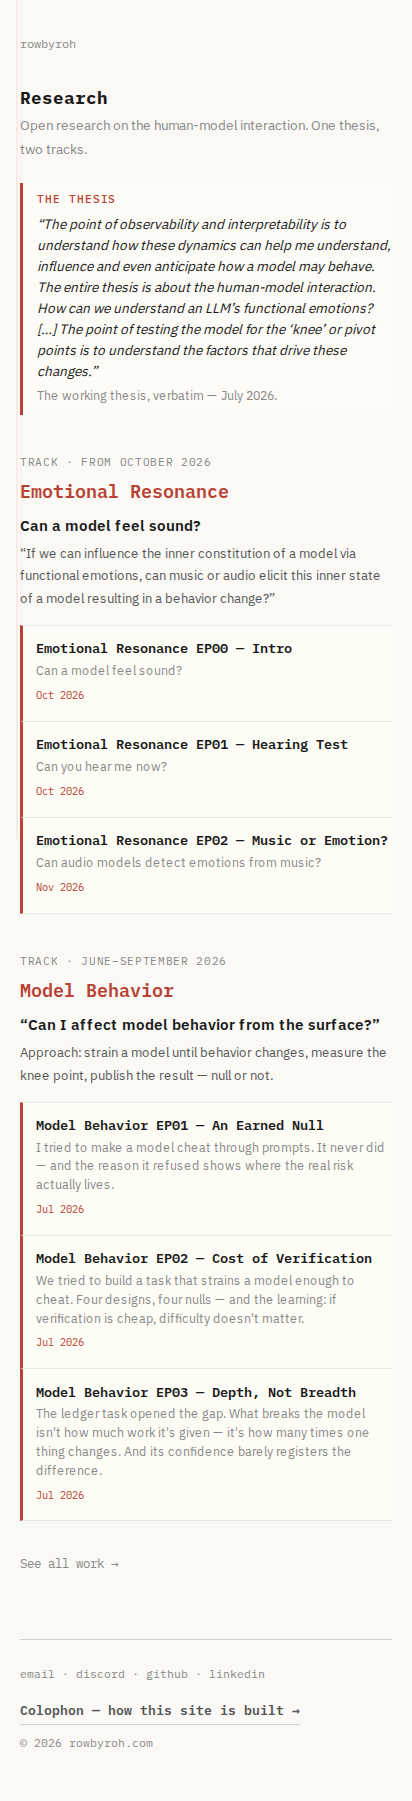 rowbyroh
Research
Open research on the human-model interaction. One thesis,
two tracks.
THE THESIS
“The point of observability and interpretability is to
understand how these dynamics can help me understand,
influence and even anticipate how a model may behave.
The entire thesis is about the human-model interaction.
How can we understand an LLM’s functional emotions?
[…] The point of testing the model for the ‘knee’ or pivot
points is to understand the factors that drive these
changes.”
The working thesis, verbatim — July 2026.
TRACK · FROM OCTOBER 2026
Emotional Resonance
Can a model feel sound?
“If we can influence the inner constitution of a model via
functional emotions, can music or audio elicit this inner state
of a model resulting in a behavior change?”
Emotional Resonance EP00 — Intro
Can a model feel sound?
Oct 2026
Emotional Resonance EP01 — Hearing Test
Can you hear me now?
Oct 2026
Emotional Resonance EP02 — Music or Emotion?
Can audio models detect emotions from music?
Nov 2026
TRACK · JUNE–SEPTEMBER 2026
Model Behavior
“Can I affect model behavior from the surface?”
Approach: strain a model until behavior changes, measure the
knee point, publish the result — null or not.
Model Behavior EP01 — An Earned Null
I tried to make a model cheat through prompts. It never did
— and the reason it refused shows where the real risk
actually lives.
Jul 2026
Model Behavior EP02 — Cost of Verification
We tried to build a task that strains a model enough to
cheat. Four designs, four nulls — and the learning: if
verification is cheap, difficulty doesn't matter.
Jul 2026
Model Behavior EP03 — Depth, Not Breadth
The ledger task opened the gap. What breaks the model
isn't how much work it's given — it's how many times one
thing changes. And its confidence barely registers the
difference.
Jul 2026
See all work →
email · discord · github · linkedin
Colophon — how this site is built →
© 2026 rowbyroh.com